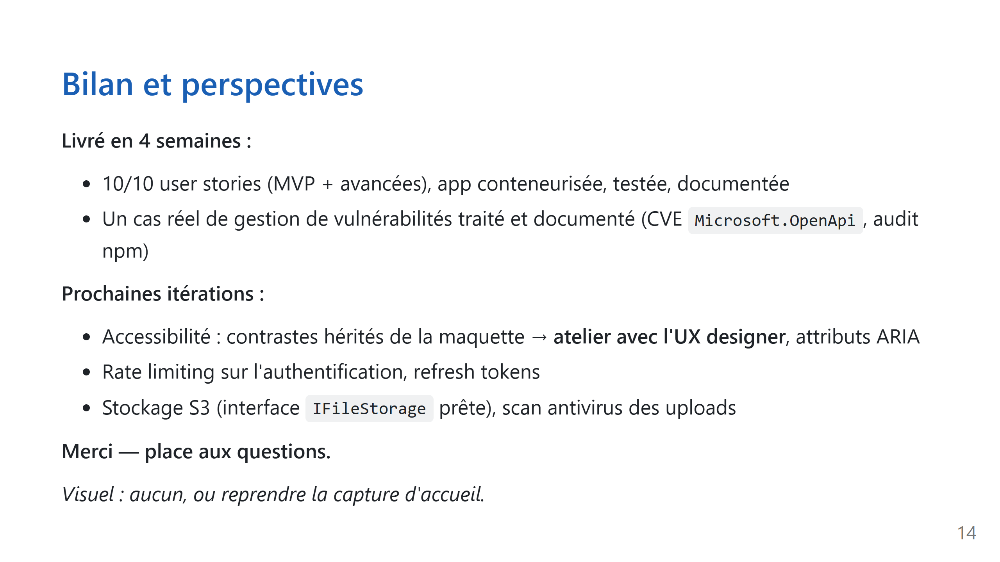 Bilan et perspectives
Livré en 4 semaines :
• 10/10 user stories (MVP + avancées), app conteneurisée, testée, documentée
• Un cas réel de gestion de vulnérabilités traité et documenté (CVE Microsoft.OpenApi, audit
npm)
Prochaines itérations :
• Accessibilité : contrastes hérités de la maquette → atelier avec l'UX designer, attributs ARIA
• Rate limiting sur l'authentification, refresh tokens
• Stockage S3 (interface IFileStorage prête), scan antivirus des uploads
Merci — place aux questions.
Visuel : aucun, ou reprendre la capture d'accueil.
14